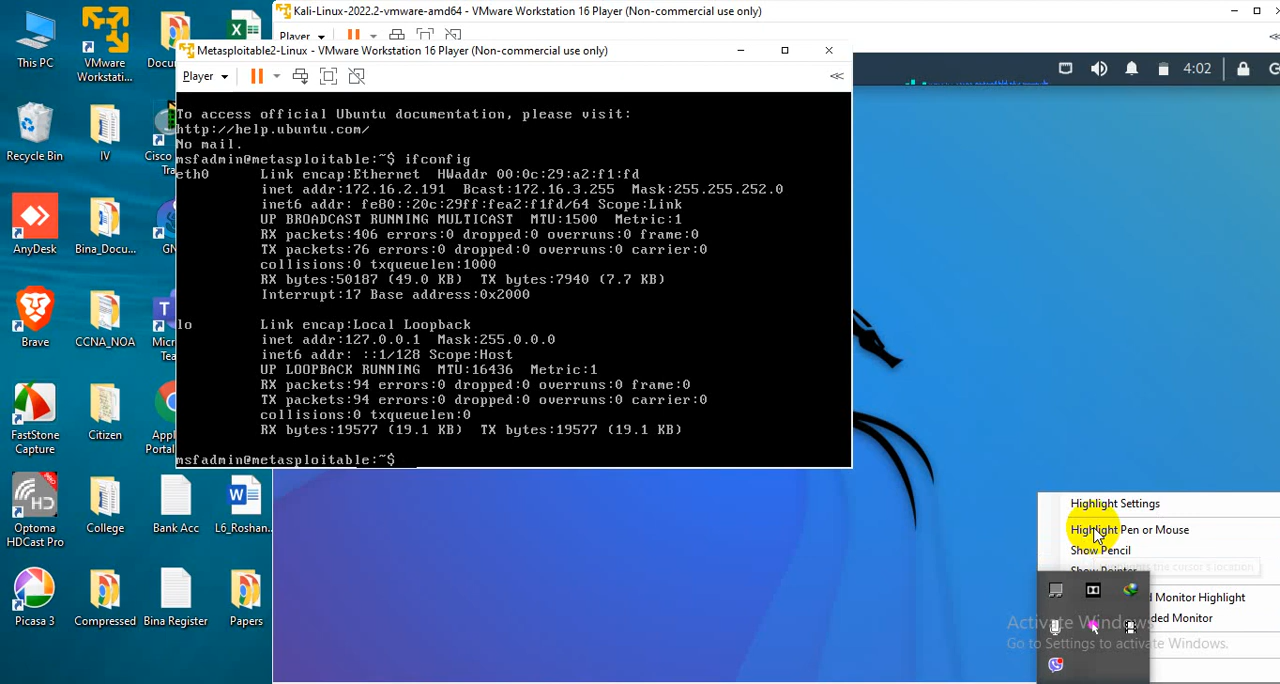 Kali-Linux-2022.2-vmware-amd64 - VMware Workstation 16 Player (Non-commercial use only)
Player
4:02
Metasploitable2-Linux - VMware Workstation 16 Player (Non-commercial use only)
Player
To access official Ubuntu documentation, please visit:
http://help.ubuntu.com/
No mail.
msfadmin@metasploitable:~$ ifconfig
eth0 Link encap:Ethernet HWaddr 00:0c:29:a2:f1:fd
inet addr:172.16.2.191 Bcast:172.16.3.255 Mask:255.255.252.0
inet6 addr: fe80::20c:29ff:fea2:f1fd/64 Scope:Link
UP BROADCAST RUNNING MULTICAST MTU:1500 Metric:1
RX packets:406 errors:0 dropped:0 overruns:0 frame:0
TX packets:76 errors:0 dropped:0 overruns:0 carrier:0
collisions:0 txqueuelen:1000
RX bytes:50187 (49.0 KB) TX bytes:7940 (7.7 KB)
Interrupt:17 Base address:0x2000
lo Link encap:Local Loopback
inet addr:127.0.0.1 Mask:255.0.0.0
inet6 addr: ::1/128 Scope:Host
UP LOOPBACK RUNNING MTU:16436 Metric:1
RX packets:94 errors:0 dropped:0 overruns:0 frame:0
TX packets:94 errors:0 dropped:0 overruns:0 carrier:0
collisions:0 txqueuelen:0
RX bytes:19577 (19.1 KB) TX bytes:19577 (19.1 KB)
msfadmin@metasploitable:~$
This PC
VMware
Workstati...
Docu
Recycle Bin
IV
Cisco
Tra
AnyDesk
Bina_Docu...
GN
Brave
CCNA_NOA
Micr
Tea
FastStone
Capture
Citizen
Appl
Portal
Optoma
HDCast Pro
College
Bank Acc
L6_Roshan...
Picasa 3
Compressed
Bina Register
Papers
Highlight Settings
Highlight Pen or Mouse
Show Pencil
Show Pointer
the cursor's location
d Monitor Highlight
ded Monitor
Activate Windows
Go to Settings to activate Windows.